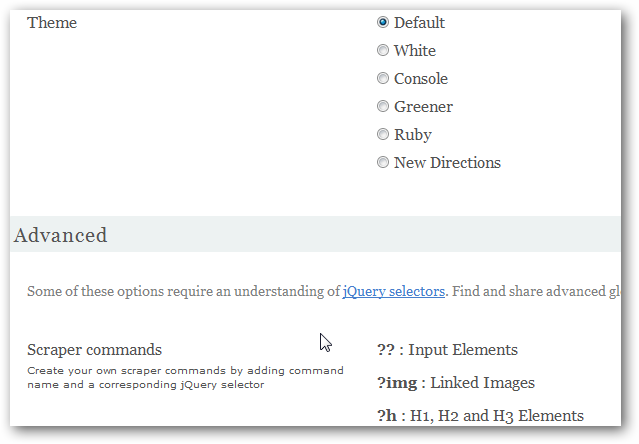 Theme
Default
White
Console
Greener
Ruby
New Directions
Advanced
Some of these options require an understanding of jQuery selectors. Find and share advanced
Scraper commands
Create your own scraper commands by adding command
name and a corresponding jQuery selector
?? : Input Elements
?img : Linked Images
?h : H1, H2 and H3 Elements